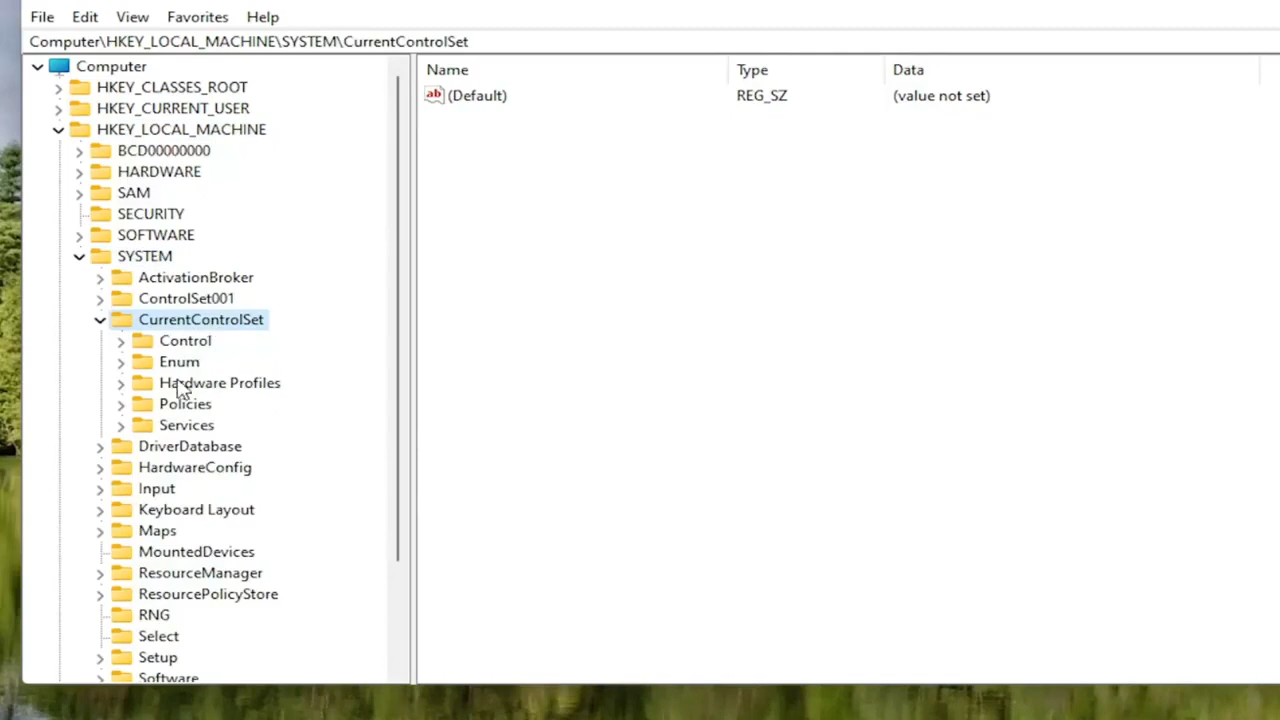 File Edit View Favorites Help
Computer\HKEY_LOCAL_MACHINE\SYSTEM\CurrentControlSet
Computer
HKEY_CLASSES_ROOT
HKEY_CURRENT_USER
HKEY_LOCAL_MACHINE
BCD00000000
HARDWARE
SAM
SECURITY
SOFTWARE
SYSTEM
ActivationBroker
ControlSet001
CurrentControlSet
Control
Enum
Hardware Profiles
Policies
Services
DriverDatabase
HardwareConfig
Input
Keyboard Layout
Maps
MountedDevices
ResourceManager
ResourcePolicyStore
RNG
Select
Setup
Software
Name Type Data
ab (Default) REG_SZ (value not set)